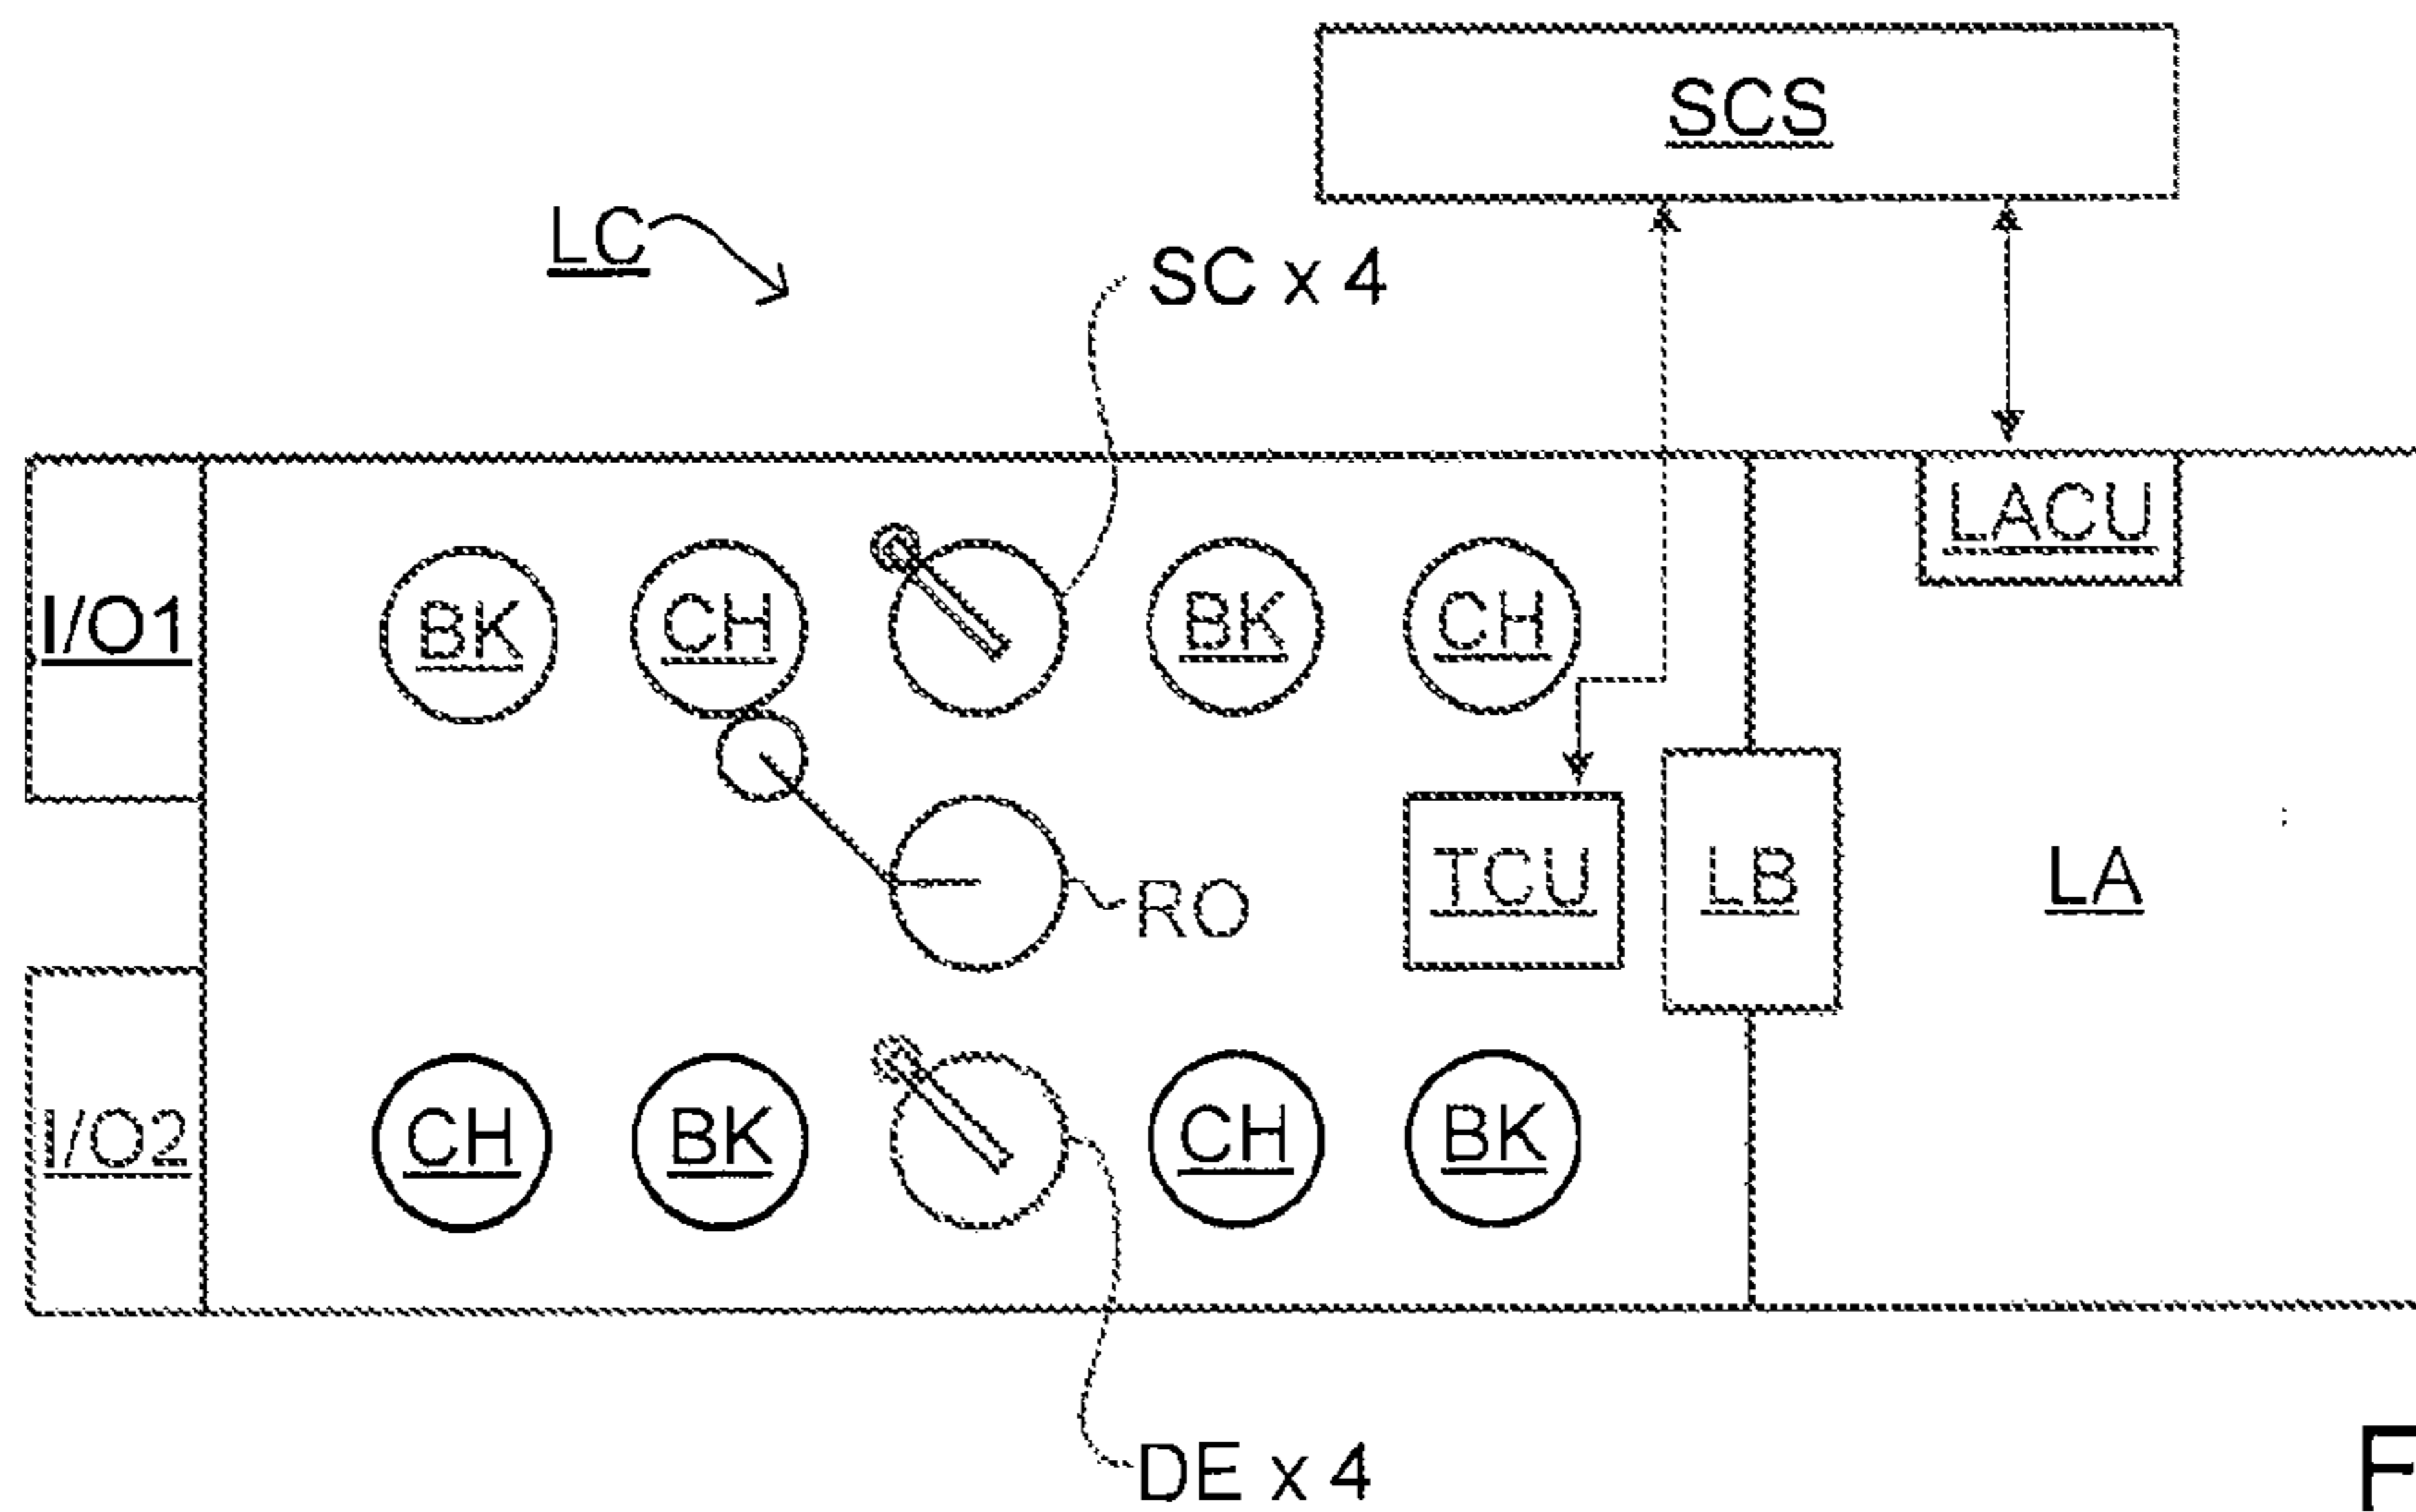 SCS
LC
SC x 4
LACU
I/O1
BK
CH
BK
CH
TCU
LB
LA
RO
I/O2
CH
BK
CH
BK
DE x 4
F